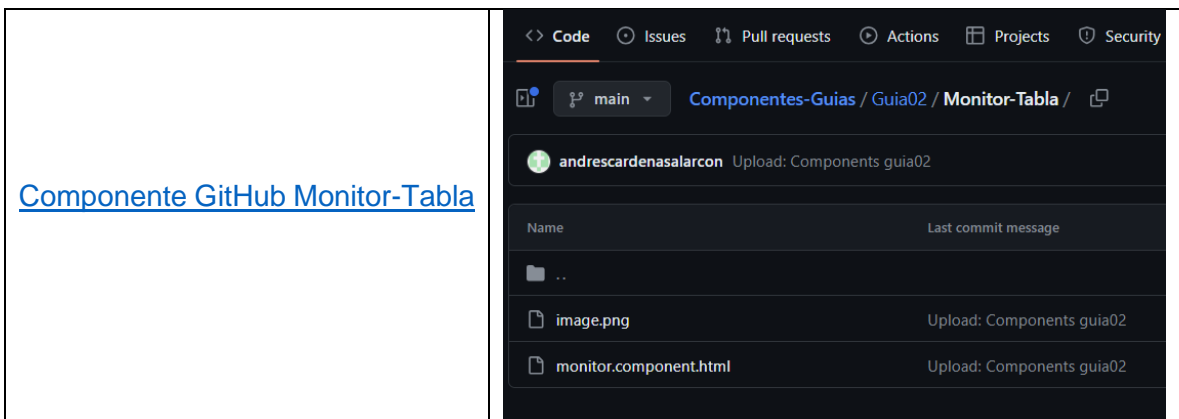 Componente GitHub Monitor-Tabla
<> Code Issues Pull requests Actions Projects Security
main Componentes-Guias / Guia02 / Monitor-Tabla /
andrescardenasalarcon Upload: Components guia02
Name Last commit message
..
image.png Upload: Components guia02
monitor.component.html Upload: Components guia02